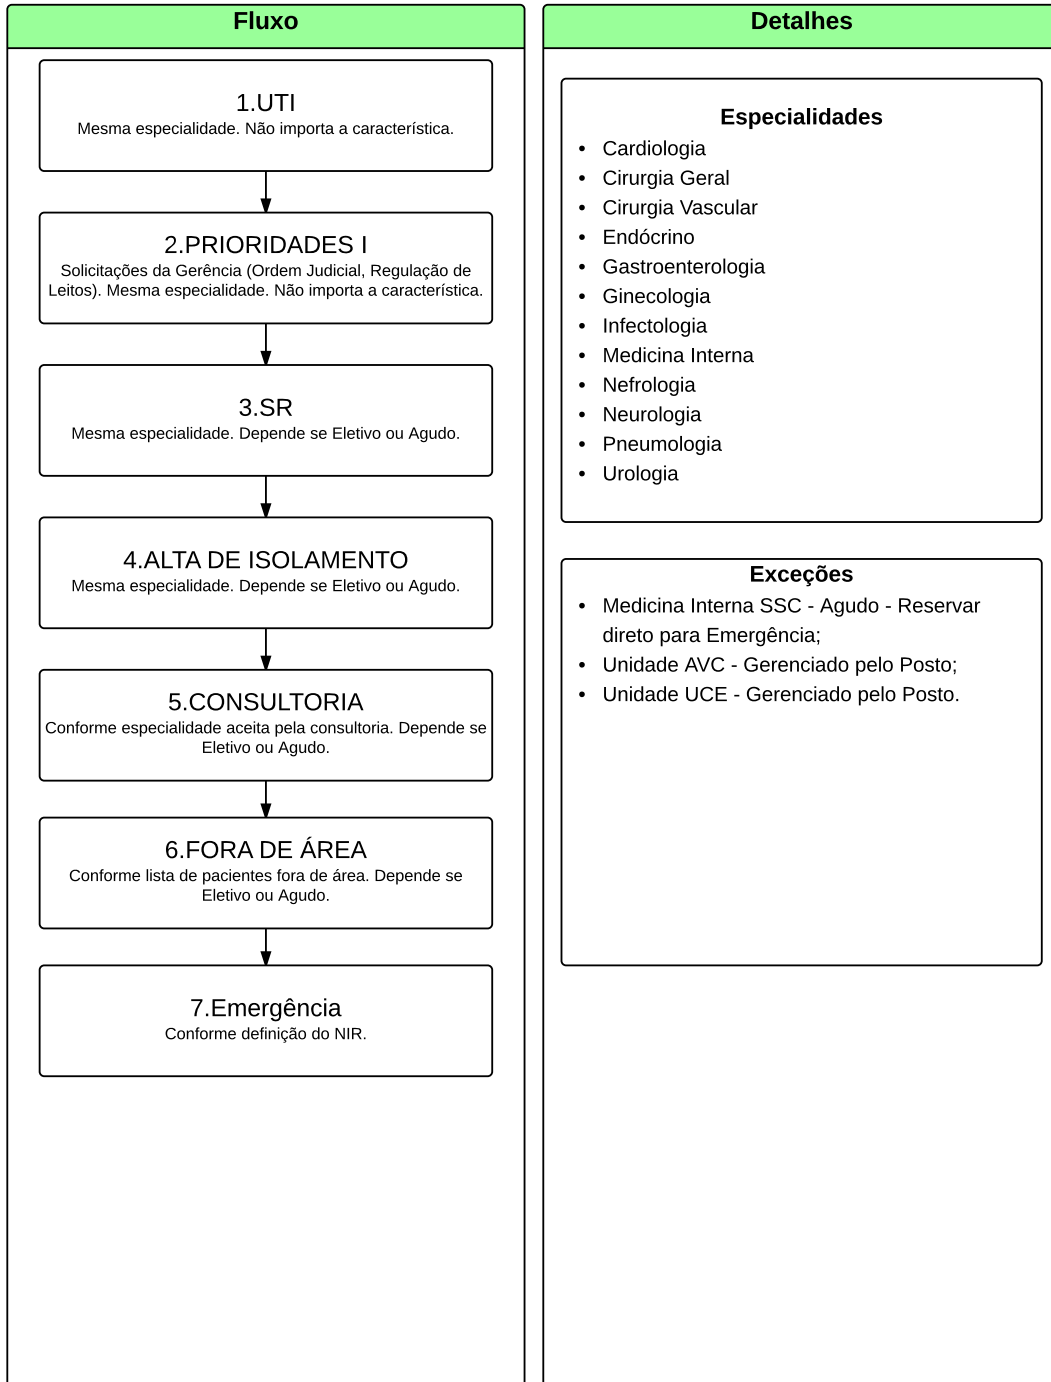 Fluxo
1.UTI
Mesma especialidade. Não importa a característica.
2.PRIORIDADES I
Solicitações da Gerência (Ordem Judicial, Regulação de
Leitos). Mesma especialidade. Não importa a característica.
3.SR
Mesma especialidade. Depende se Eletivo ou Agudo.
4.ALTA DE ISOLAMENTO
Mesma especialidade. Depende se Eletivo ou Agudo.
5.CONSULTORIA
Conforme especialidade aceita pela consultoria. Depende se
Eletivo ou Agudo.
6.FORA DE ÁREA
Conforme lista de pacientes fora de área. Depende se
Eletivo ou Agudo.
7.Emergência
Conforme definição do NIR.
Detalhes
Especialidades
• Cardiologia
• Cirurgia Geral
• Cirurgia Vascular
• Endócrino
• Gastroenterologia
• Ginecologia
• Infectologia
• Medicina Interna
• Nefrologia
• Neurologia
• Pneumologia
• Urologia
Exceções
• Medicina Interna SSC - Agudo - Reservar
direto para Emergência;
• Unidade AVC - Gerenciado pelo Posto;
• Unidade UCE - Gerenciado pelo Posto.